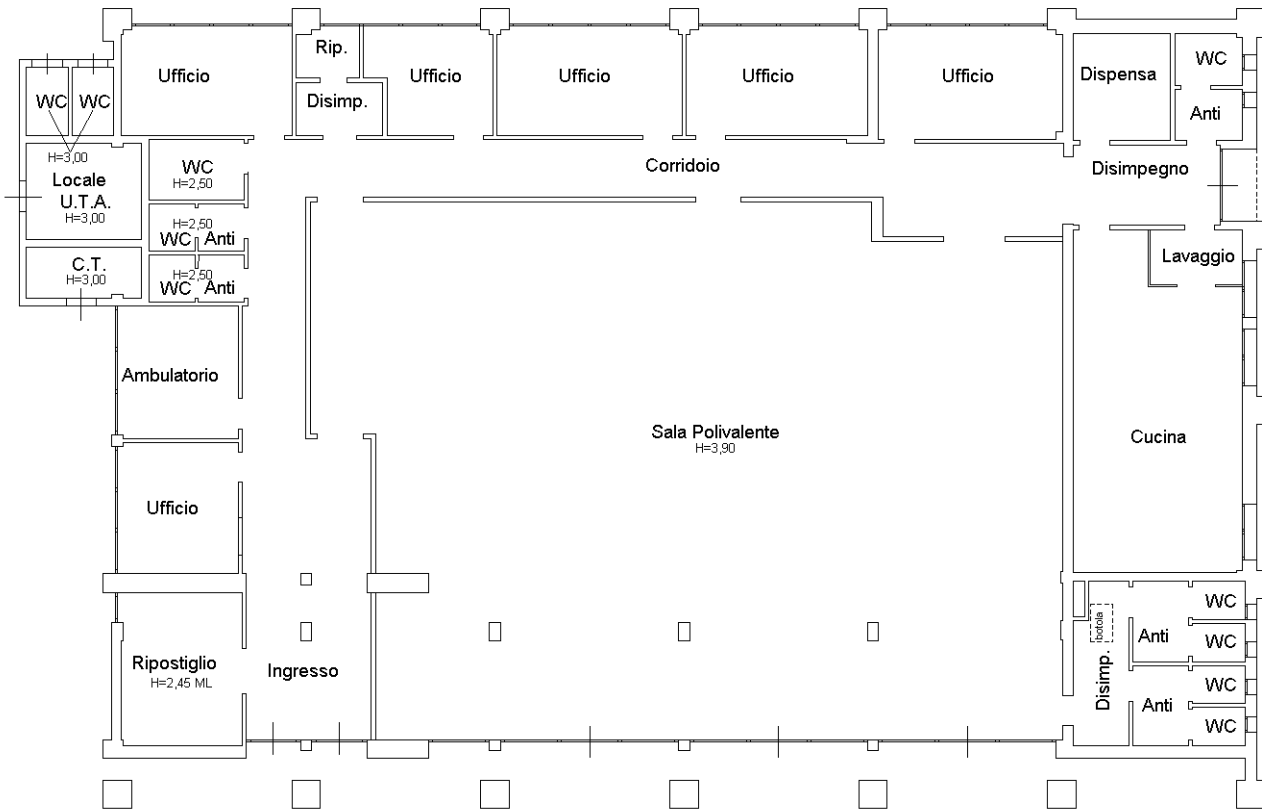 Ufficio
Rip.
Disimp.
Ufficio
Ufficio
Ufficio
Ufficio
Dispensa
WC
Anti
WC
WC
H=3,00
Locale
U.T.A.
H=3,00
WC
H=2,50
H=2,50
WC
Anti
H=2,50
WC
Anti
C.T.
H=3,00
Corridoio
Disimpegno
Lavaggio
Ambulatorio
Sala Polivalente
H=3,90
Cucina
Ufficio
Ripostiglio
H=2,45 ML
Ingresso
botola
Disimp.
Anti
WC
WC
Anti
WC
WC